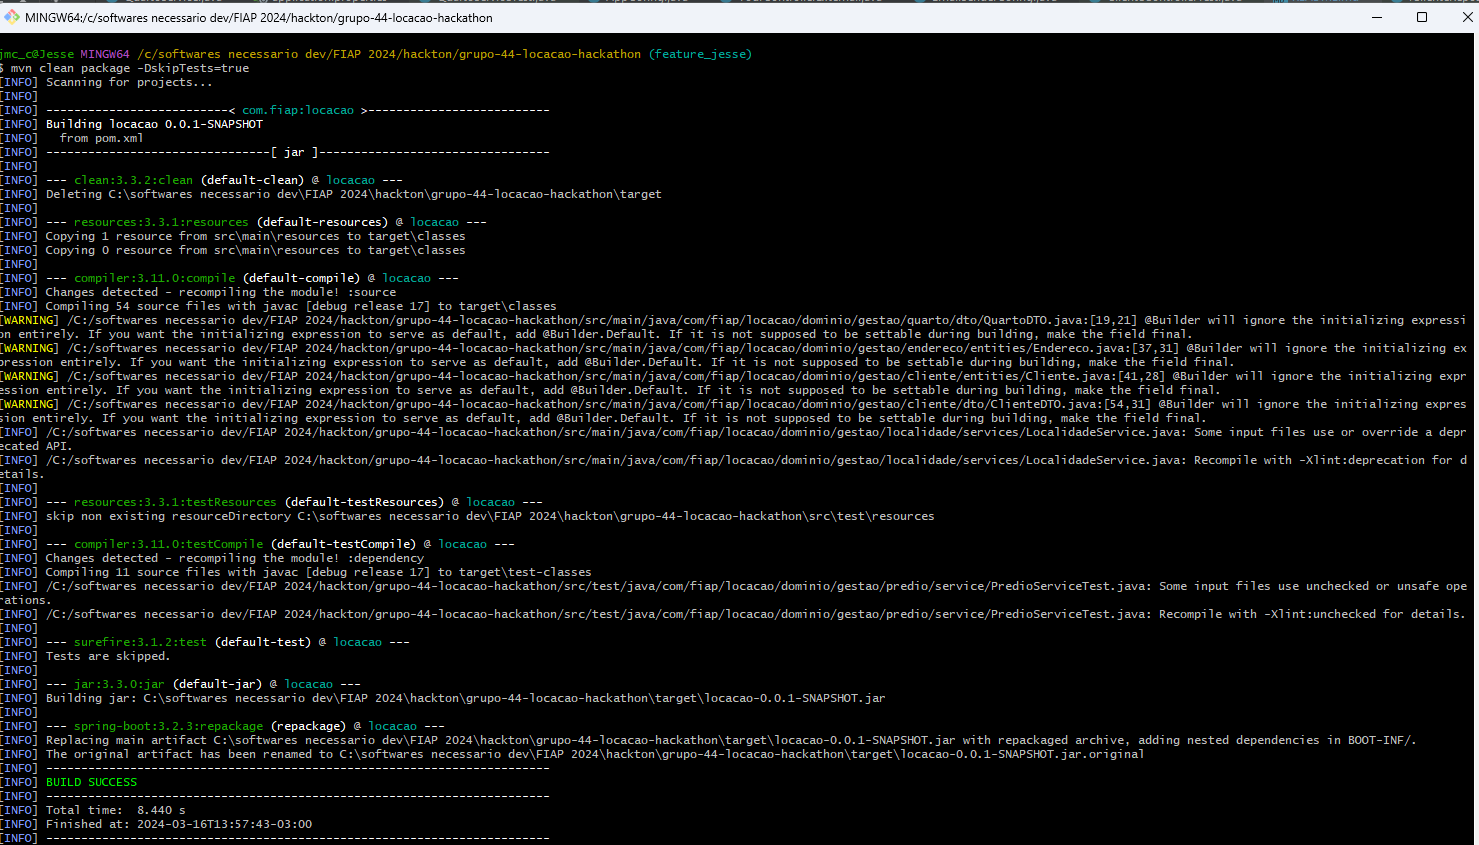 MINGW64:/c/softwares necessario dev/FIAP 2024/hackton/grupo-44-locacao-hackathon
jmc_c@Jesse MINGW64 /c/softwares necessario dev/FIAP 2024/hackton/grupo-44-locacao-hackathon (feature_jesse)
$ mvn clean package -DskipTests=true
[INFO] Scanning for projects...
[INFO]
[INFO] --------------------------< com.fiap:locacao >--------------------------
[INFO] Building locacao 0.0.1-SNAPSHOT
[INFO]   from pom.xml
[INFO] --------------------------------[ jar ]---------------------------------
[INFO]
[INFO] --- clean:3.3.2:clean (default-clean) @ locacao ---
[INFO] Deleting C:\softwares necessario dev\FIAP 2024\hackton\grupo-44-locacao-hackathon\target
[INFO]
[INFO] --- resources:3.3.1:resources (default-resources) @ locacao ---
[INFO] Copying 1 resource from src\main\resources to target\classes
[INFO] Copying 0 resource from src\main\resources to target\classes
[INFO]
[INFO] --- compiler:3.11.0:compile (default-compile) @ locacao ---
[INFO] Changes detected - recompiling the module! :source
[INFO] Compiling 54 source files with javac [debug release 17] to target\classes
[WARNING] /C:/softwares necessario dev/FIAP 2024/hackton/grupo-44-locacao-hackathon/src/main/java/com/fiap/locacao/dominio/gestao/quarto/dto/QuartoDTO.java:[19,21] @Builder will ignore the initializing expressi
on entirely. If you want the initializing expression to serve as default, add @Builder.Default. If it is not supposed to be settable during building, make the field final.
[WARNING] /C:/softwares necessario dev/FIAP 2024/hackton/grupo-44-locacao-hackathon/src/main/java/com/fiap/locacao/dominio/gestao/endereco/entities/Endereco.java:[37,31] @Builder will ignore the initializing ex
pression entirely. If you want the initializing expression to serve as default, add @Builder.Default. If it is not supposed to be settable during building, make the field final.
[WARNING] /C:/softwares necessario dev/FIAP 2024/hackton/grupo-44-locacao-hackathon/src/main/java/com/fiap/locacao/dominio/gestao/cliente/entities/Cliente.java:[41,28] @Builder will ignore the initializing expr
ession entirely. If you want the initializing expression to serve as default, add @Builder.Default. If it is not supposed to be settable during building, make the field final.
[WARNING] /C:/softwares necessario dev/FIAP 2024/hackton/grupo-44-locacao-hackathon/src/main/java/com/fiap/locacao/dominio/gestao/cliente/dto/ClienteDTO.java:[54,31] @Builder will ignore the initializing expres
sion entirely. If you want the initializing expression to serve as default, add @Builder.Default. If it is not supposed to be settable during building, make the field final.
[INFO] /C:/softwares necessario dev/FIAP 2024/hackton/grupo-44-locacao-hackathon/src/main/java/com/fiap/locacao/dominio/gestao/localidade/services/LocalidadeService.java: Some input files use or override a depr
ecated API.
[INFO] /C:/softwares necessario dev/FIAP 2024/hackton/grupo-44-locacao-hackathon/src/main/java/com/fiap/locacao/dominio/gestao/localidade/services/LocalidadeService.java: Recompile with -Xlint:deprecation for d
etails.
[INFO]
[INFO] --- resources:3.3.1:testResources (default-testResources) @ locacao ---
[INFO] skip non existing resourceDirectory C:\softwares necessario dev\FIAP 2024\hackton\grupo-44-locacao-hackathon\src\test\resources
[INFO]
[INFO] --- compiler:3.11.0:testCompile (default-testCompile) @ locacao ---
[INFO] Changes detected - recompiling the module! :dependency
[INFO] Compiling 11 source files with javac [debug release 17] to target\test-classes
[INFO] /C:/softwares necessario dev/FIAP 2024/hackton/grupo-44-locacao-hackathon/src/test/java/com/fiap/locacao/dominio/gestao/predio/service/PredioServiceTest.java: Some input files use unchecked or unsafe ope
rations.
[INFO] /C:/softwares necessario dev/FIAP 2024/hackton/grupo-44-locacao-hackathon/src/test/java/com/fiap/locacao/dominio/gestao/predio/service/PredioServiceTest.java: Recompile with -Xlint:unchecked for details.
[INFO]
[INFO] --- surefire:3.1.2:test (default-test) @ locacao ---
[INFO] Tests are skipped.
[INFO]
[INFO] --- jar:3.3.0:jar (default-jar) @ locacao ---
[INFO] Building jar: C:\softwares necessario dev\FIAP 2024\hackton\grupo-44-locacao-hackathon\target\locacao-0.0.1-SNAPSHOT.jar
[INFO]
[INFO] --- spring-boot:3.2.3:repackage (repackage) @ locacao ---
[INFO] Replacing main artifact C:\softwares necessario dev\FIAP 2024\hackton\grupo-44-locacao-hackathon\target\locacao-0.0.1-SNAPSHOT.jar with repackaged archive, adding nested dependencies in BOOT-INF/.
[INFO] The original artifact has been renamed to C:\softwares necessario dev\FIAP 2024\hackton\grupo-44-locacao-hackathon\target\locacao-0.0.1-SNAPSHOT.jar.original
[INFO] ------------------------------------------------------------------------
[INFO] BUILD SUCCESS
[INFO] ------------------------------------------------------------------------
[INFO] Total time:  8.440 s
[INFO] Finished at: 2024-03-16T13:57:43-03:00
[INFO] ------------------------------------------------------------------------